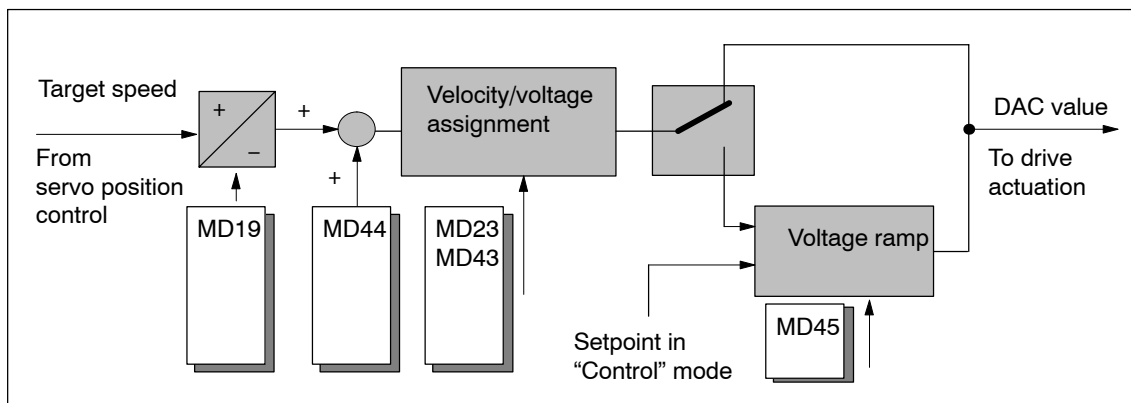 Target speed
From
servo position
control
+
−
+
+
MD19
MD44
Velocity/voltage
assignment
MD23
MD43
Setpoint in
“Control” mode
Voltage ramp
MD45
DAC value
To drive
actuation